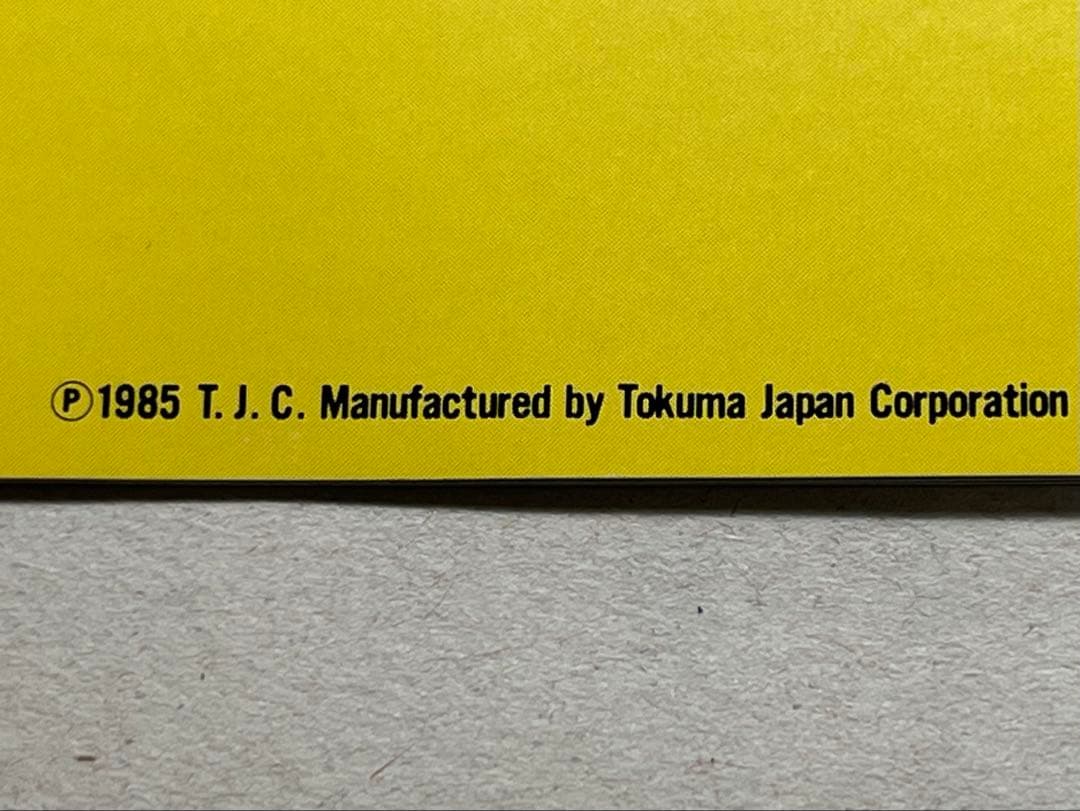 Ⓟ1985 T. J. C. Manufactured by Tokuma Japan Corporation